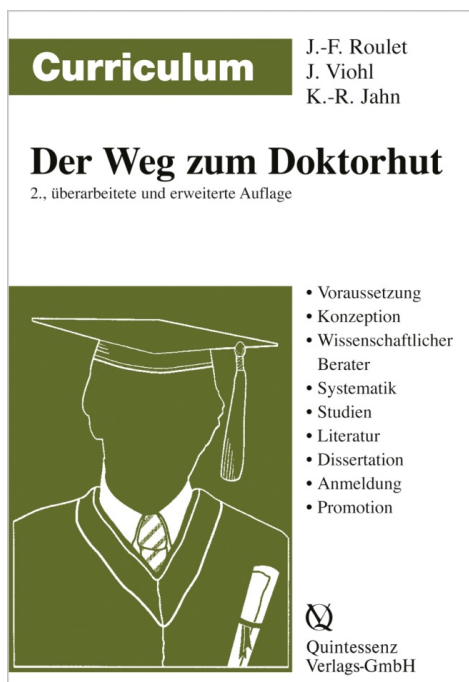 Curriculum
J.-F. Roulet
J. Viohl
K.-R. Jahn
Der Weg zum Doktorhut
2., überarbeitete und erweiterte Auflage
• Voraussetzung
• Konzeption
• Wissenschaftlicher
Berater
• Systematik
• Studien
• Literatur
• Dissertation
• Anmeldung
• Promotion
Quintessenz
Verlags-GmbH